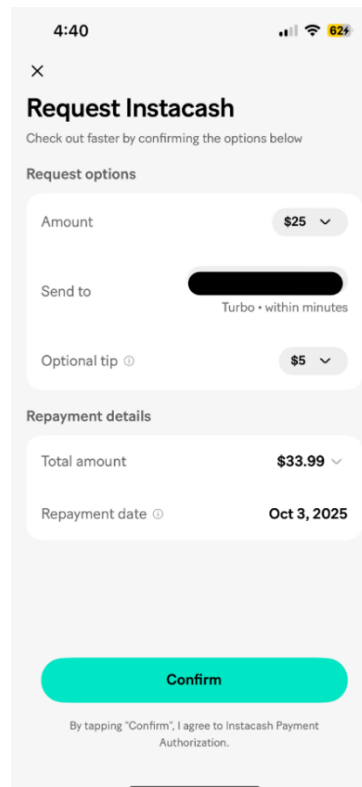 4:40
62
Request Instacash
Check out faster by confirming the options below
Request options
Amount
$25
Send to
Turbo • within minutes
Optional tip
$5
Repayment details
Total amount
$33.99
Repayment date
Oct 3, 2025
Confirm
By tapping "Confirm", I agree to Instacash Payment
Authorization.